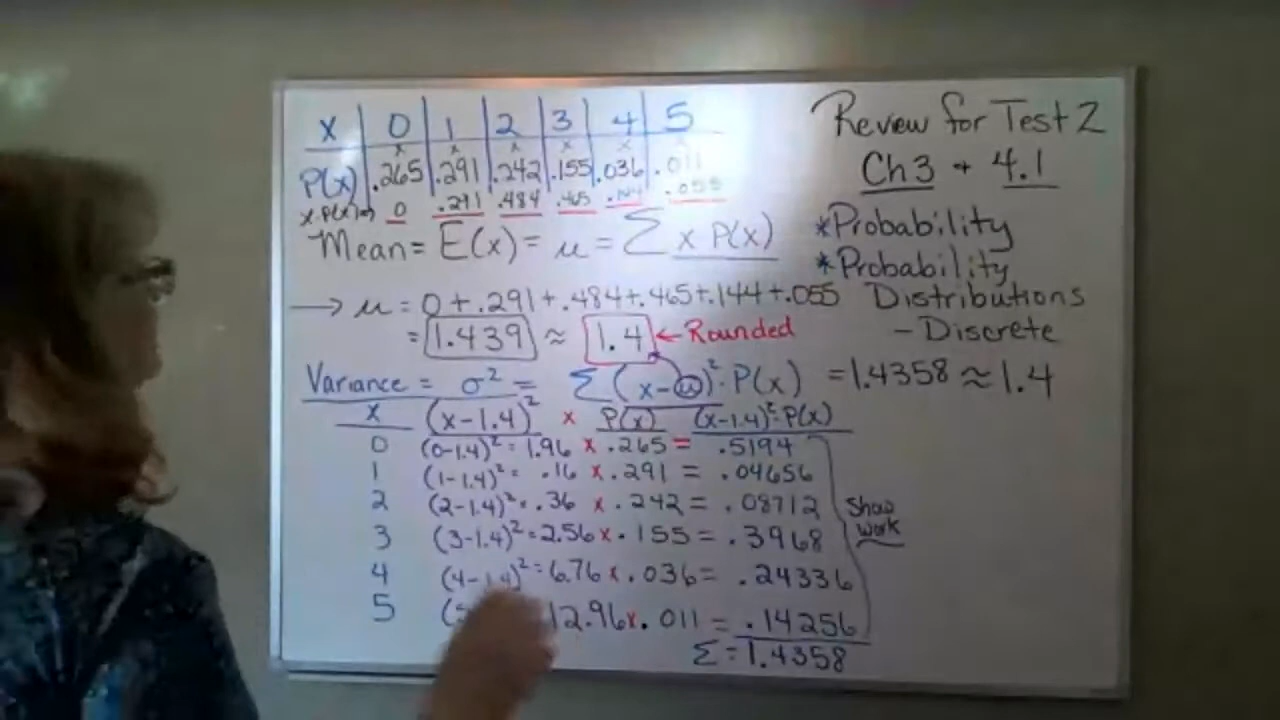 x 0 1 2 3 4 5
P(x) .265 .291 .242 .155 .036 .011
x·P(x)⇒ 0 .291 .484 .465 .144 .055
Mean = E(x) = μ = Σ x P(x)
→ μ = 0 + .291 + .484 + .465 + .144 + .055
= 1.439 ≈ 1.4 ← Rounded
Variance = σ² = Σ (x-μ)²·P(x) = 1.4358 ≈ 1.4
x (x-1.4)² x P(x) (x-1.4)²·P(x)
0 (0-1.4)² = 1.96 x .265 = .5194
1 (1-1.4)² = .16 x .291 = .04656
2 (2-1.4)² = .36 x .242 = .08712
3 (3-1.4)² = 2.56 x .155 = .3968
4 (4-1.4)² = 6.76 x .036 = .24336
5 ( 12.96 x .011 = .14256
Σ = 1.4358
Show
work
Review for Test 2
Ch 3 + 4.1
*Probability
*Probability
Distributions
- Discrete